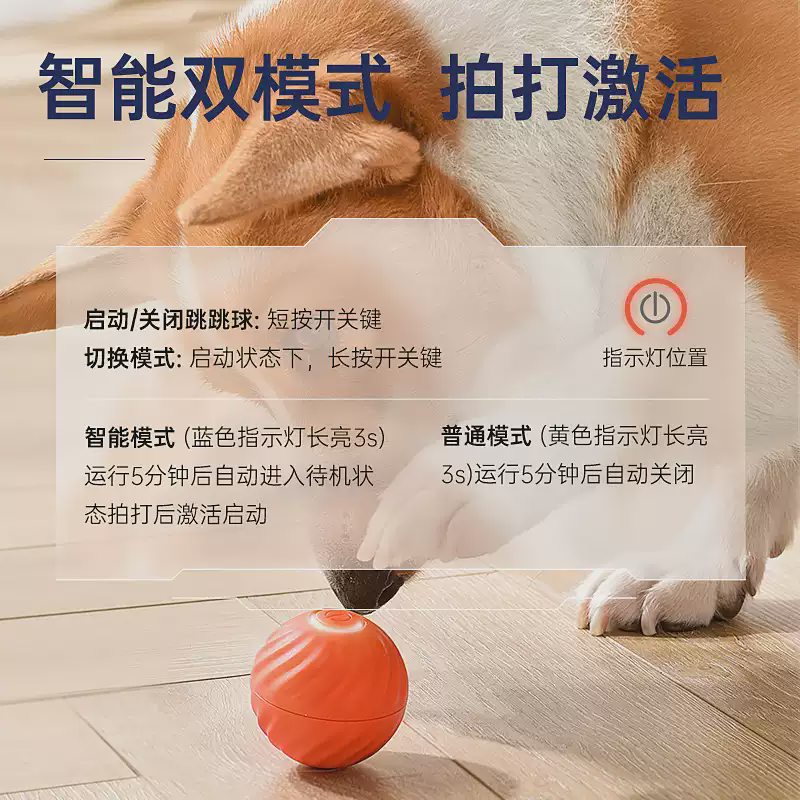 智能双模式 拍打激活
启动/关闭跳跳球: 短按开关键
切换模式: 启动状态下，长按开关键
指示灯位置
智能模式 (蓝色指示灯长亮3s)
运行5分钟后自动进入待机状
态拍打后激活启动
普通模式 (黄色指示灯长亮
3s)运行5分钟后自动关闭